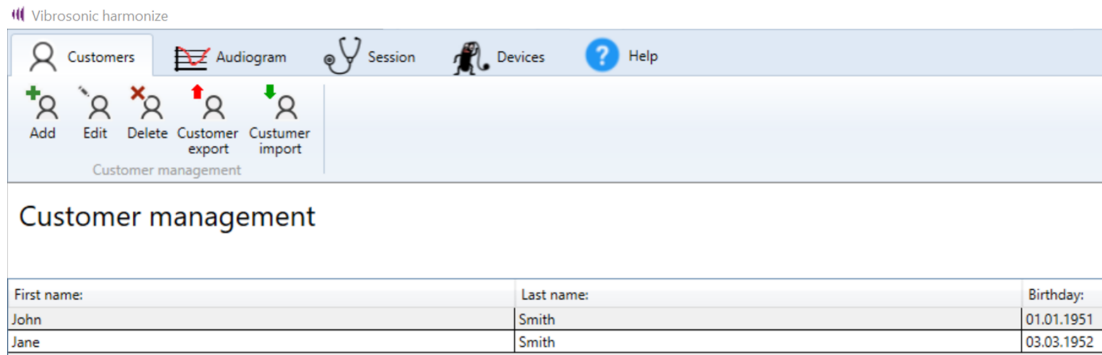 Vibrosonic harmonize
Customers Audiogram Session Devices ? Help
Add Edit Delete Customer export Custumer import
Customer management
Customer management
First name: Last name: Birthday:
John Smith 01.01.1951
Jane Smith 03.03.1952